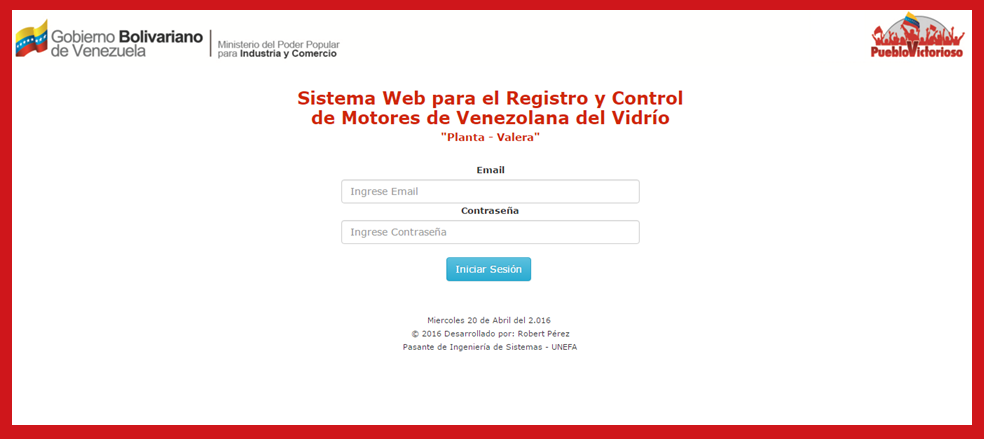 Gobierno Bolivariano
de Venezuela
Ministerio del Poder Popular
para Industria y Comercio
PuebloVictorioso
Sistema Web para el Registro y Control
de Motores de Venezolana del Vidrío
"Planta - Valera"
Email
Ingrese Email
Contraseña
Ingrese Contraseña
Iniciar Sesión
Miercoles 20 de Abril del 2.016
© 2016 Desarrollado por: Robert Pérez
Pasante de Ingeniería de Sistemas - UNEFA